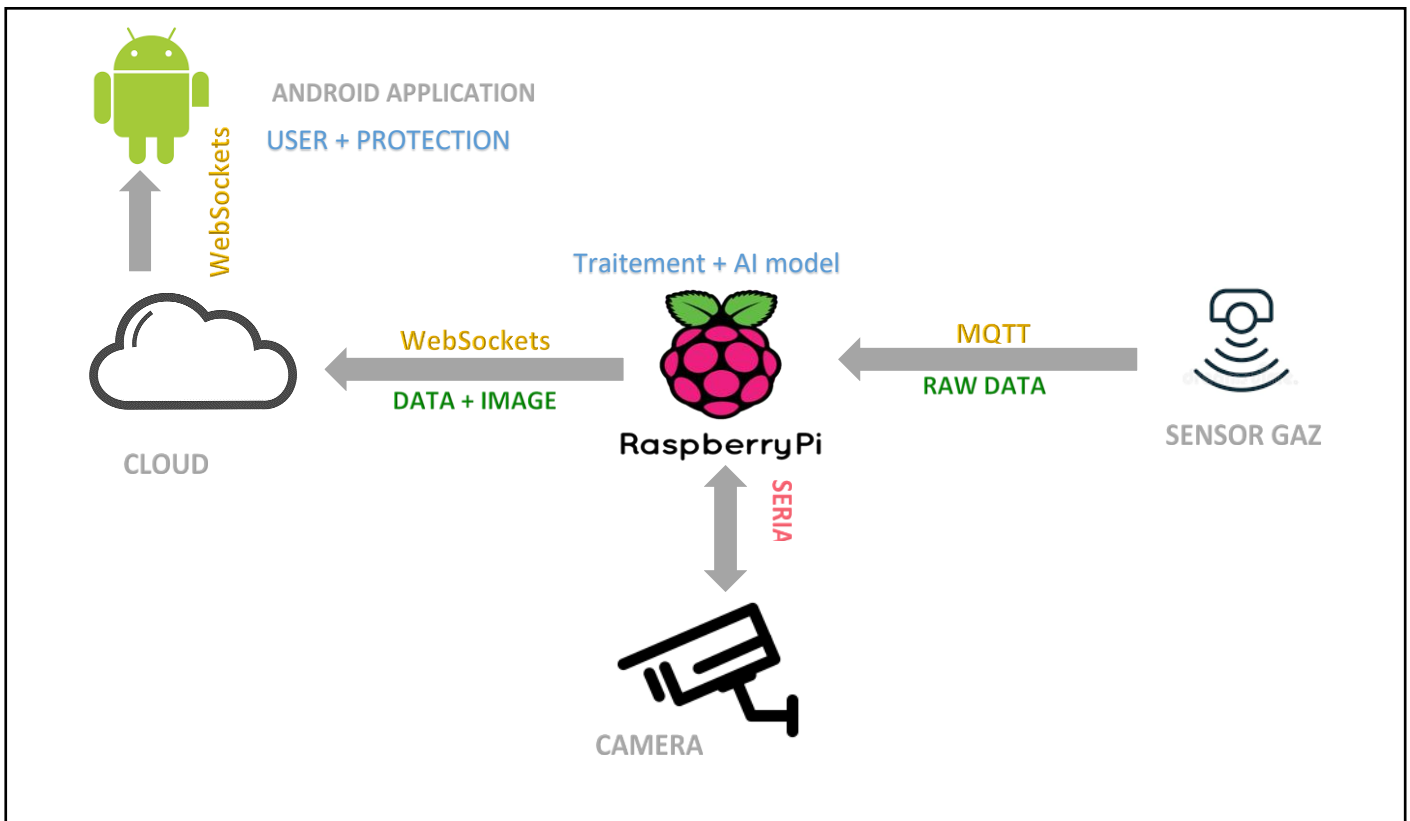 ANDROID APPLICATION
USER + PROTECTION
WebSockets
Traitement + AI model
WebSockets
DATA + IMAGE
MQTT
RAW DATA
RaspberryPi
SENSOR GAZ
CLOUD
SERIA
CAMERA